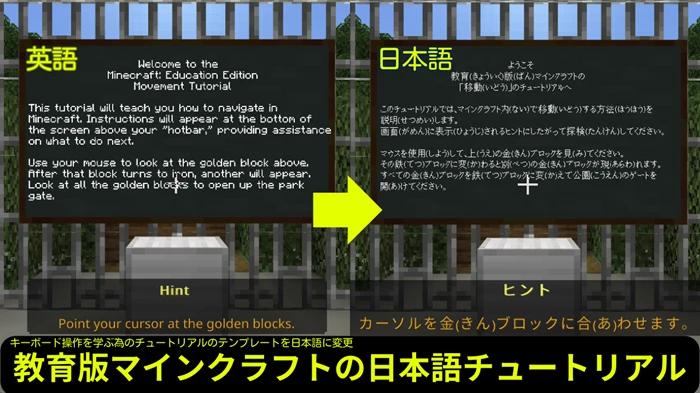 英語
Welcome to the
Minecraft: Education Edition
Movement Tutorial
This tutorial will teach you how to navigate in
Minecraft. Instructions will appear at the bottom of
the screen above your "hotbar," providing assistance
on what to do next.
Use your mouse to look at the golden block above.
After that block turns to iron, another will appear.
Look at all the golden blocks to open up the park
gate.
Hint
Point your cursor at the golden blocks.
日本語
ようこそ
教育(きょういく)版(ばん)マインクラフトの
「移動(いどう)」のチュートリアルへ
このチュートリアルでは、マインクラフト内(ない)で移動(いどう)する方法(ほうほう)を
説明(せつめい)します。
画面(がめん)に表示(ひょうじ)されるヒントにしたがって探検(たんけん)してください。
マウスを使用(しよう)して、上(うえ)の金(きん)ブロックを見(み)てください。
その鉄(てつ)ブロックに変(か)わると別(べつ)の金(きん)ブロックが現(あらわ)れます。
すべての金(きん)ブロックを鉄(てつ)ブロックに変(か)えて公園(こうえん)のゲートを
開(あ)けてください。
ヒント
カーソルを金(きん)ブロックに合(あ)わせます。
キーボード操作を学ぶ為のチュートリアルのテンプレートを日本語に変更
教育版マインクラフトの日本語チュートリアル